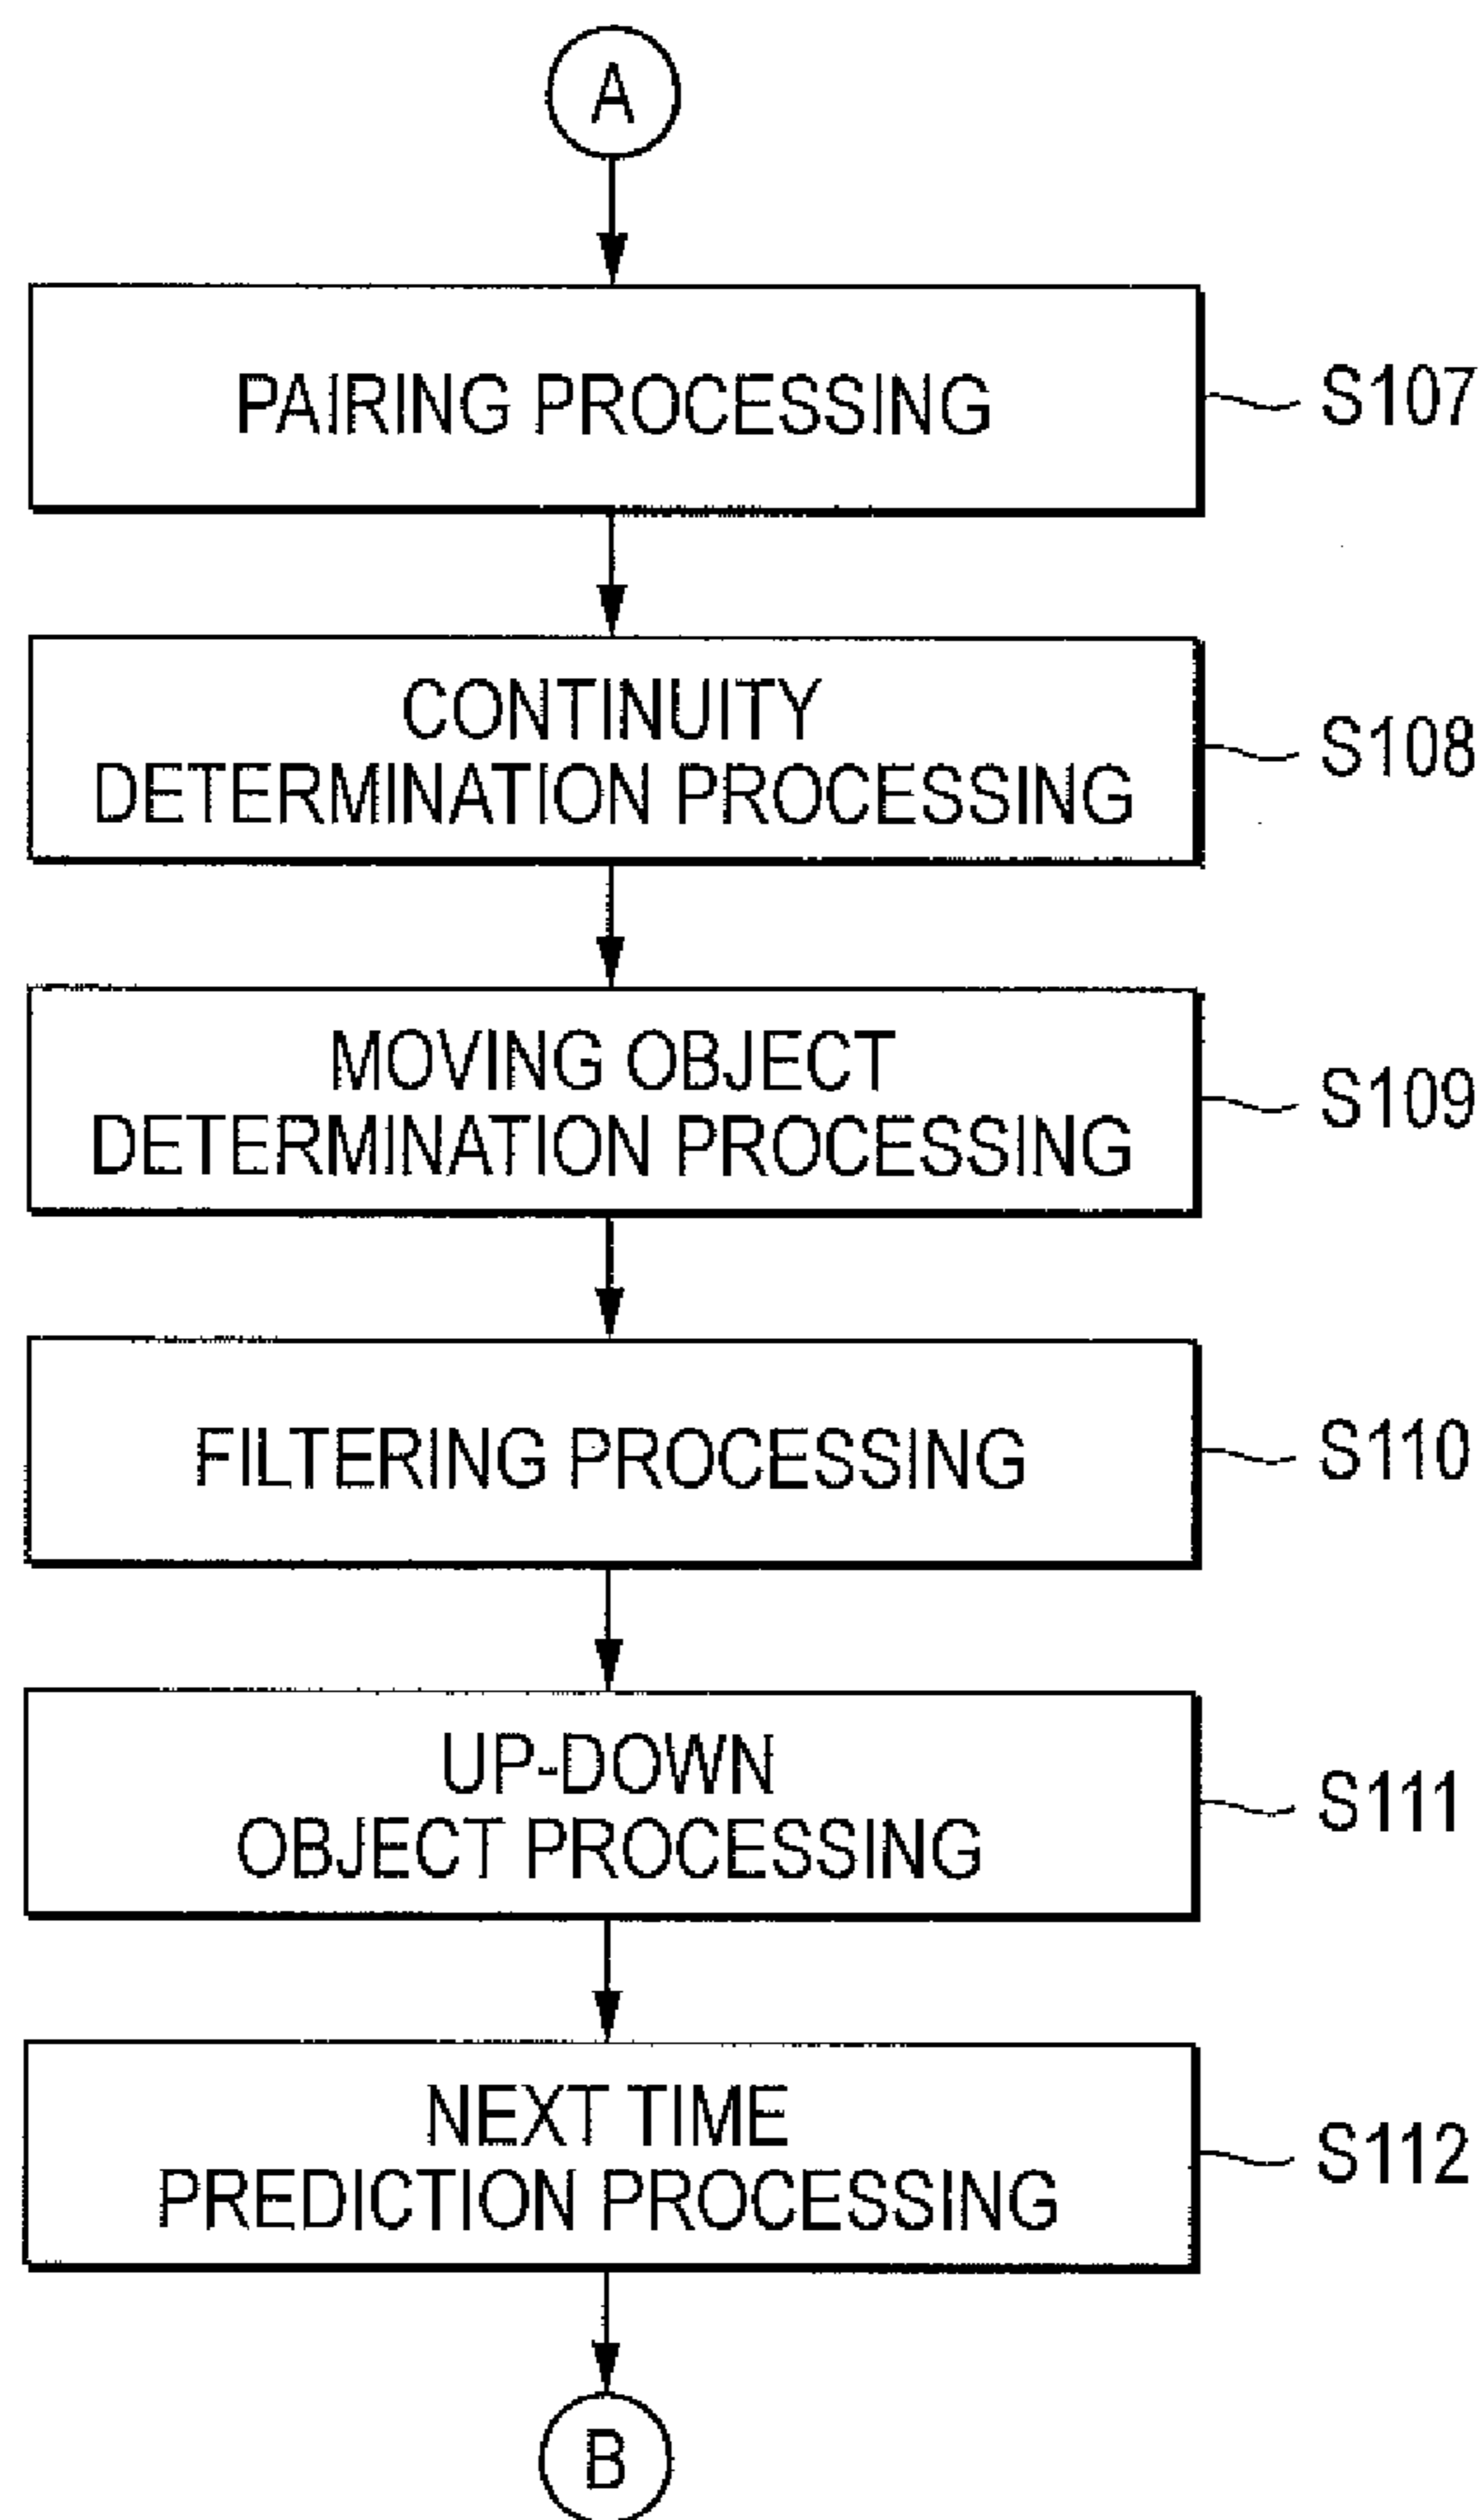 A
PAIRING PROCESSING
S107
CONTINUITY
DETERMINATION PROCESSING
S108
MOVING OBJECT
DETERMINATION PROCESSING
S109
FILTERING PROCESSING
S110
UP-DOWN
OBJECT PROCESSING
S111
NEXT TIME
PREDICTION PROCESSING
S112
B